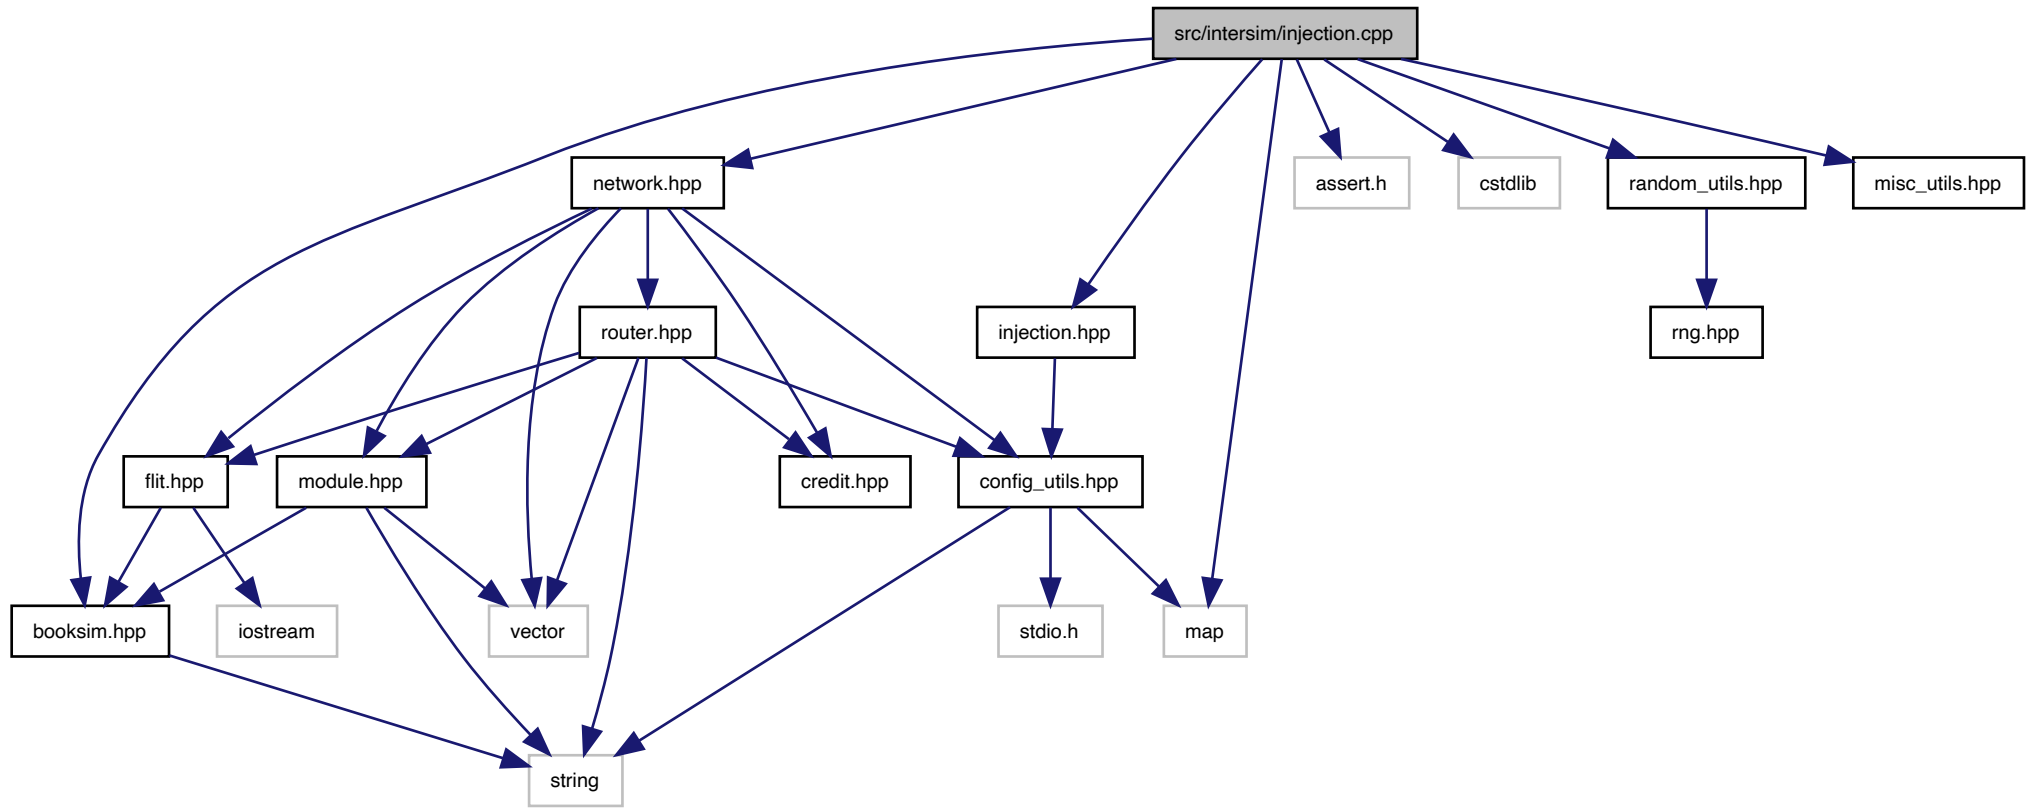 src/intersim/injection.cpp
network.hpp
assert.h
cstdlib
random_utils.hpp
misc_utils.hpp
router.hpp
injection.hpp
rng.hpp
flit.hpp
module.hpp
credit.hpp
config_utils.hpp
booksim.hpp
iostream
vector
stdio.h
map
string